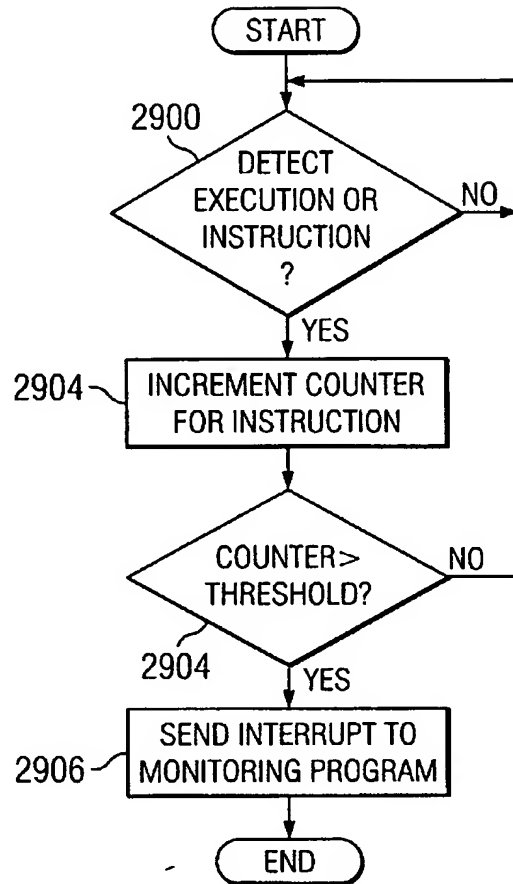 START
2900
DETECT
EXECUTION OR
INSTRUCTION
?
NO
YES
2904
INCREMENT COUNTER
FOR INSTRUCTION
COUNTER>
THRESHOLD?
NO
2904
YES
2906
SEND INTERRUPT TO
MONITORING PROGRAM
END